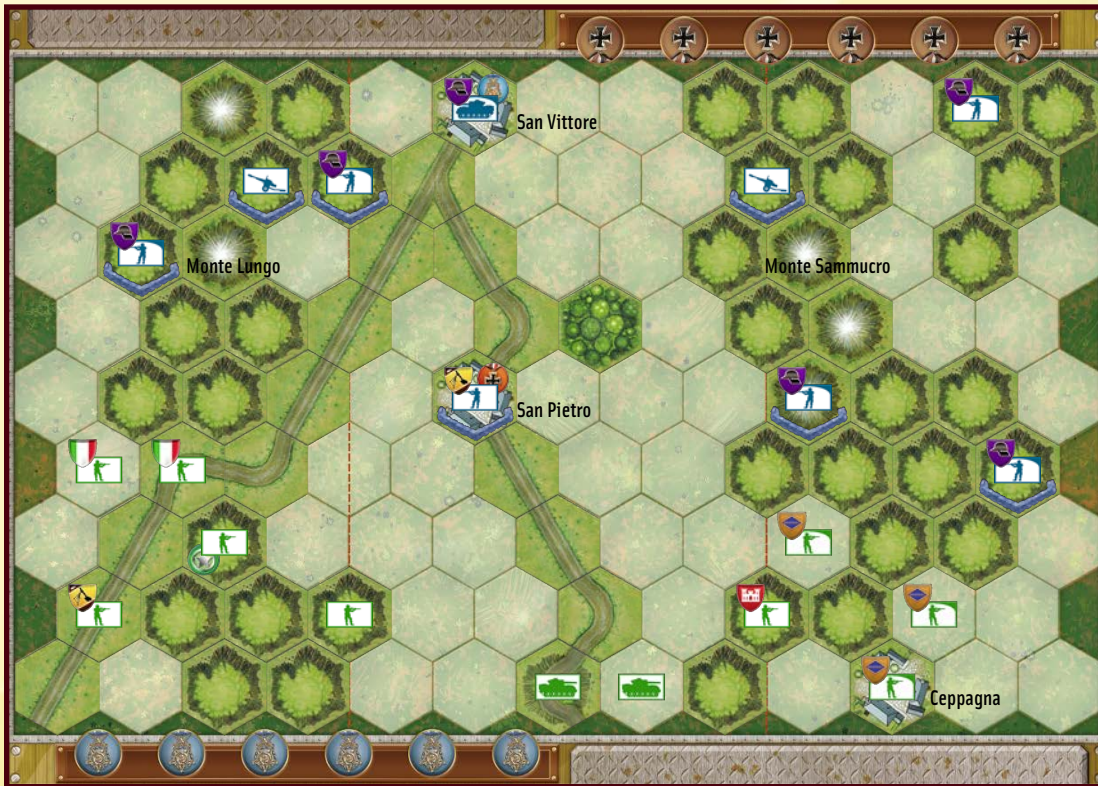 San Vittore
Monte Lungo
Monte Sammucro
San Pietro
Ceppagna